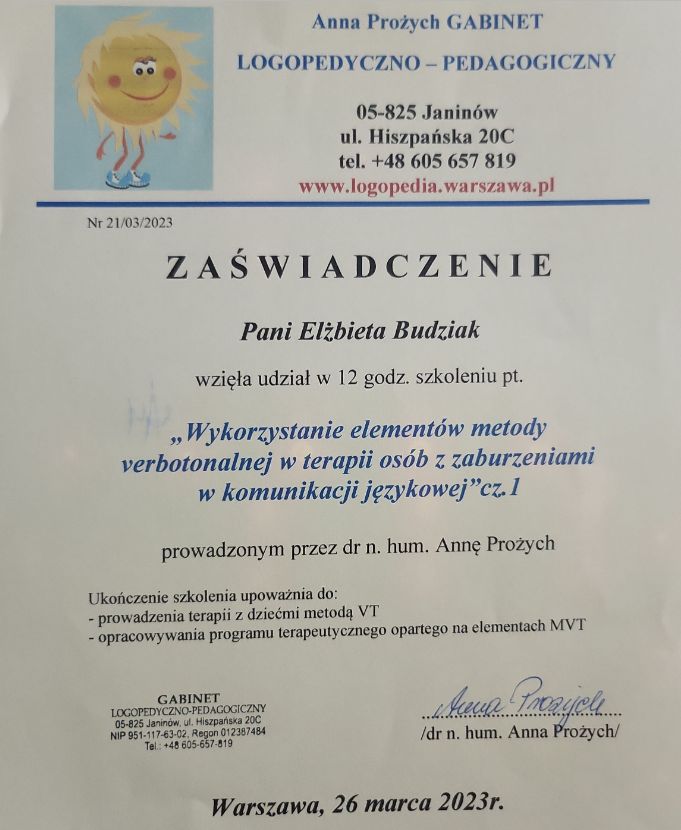 Anna Prożych GABINET
LOGOPEDYCZNO – PEDAGOGICZNY
05-825 Janinów
ul. Hiszpańska 20C
tel. +48 605 657 819
www.logopedia.warszawa.pl
Nr 21/03/2023
ZAŚWIADCZENIE
Pani Elżbieta Budziak
wzięła udział w 12 godz. szkoleniu pt.
„Wykorzystanie elementów metody
verbotonalnej w terapii osób z zaburzeniami
w komunikacji językowej”cz.1
prowadzonym przez dr n. hum. Annę Prożych
Ukończenie szkolenia upoważnia do:
- prowadzenia terapii z dziećmi metodą VT
- opracowywania programu terapeutycznego opartego na elementach MVT
GABINET
LOGOPEDYCZNO-PEDAGOGICZNY
05-825 Janinów, ul. Hiszpańska 20C
NIP 951-117-63-02, Regon 012387484
Tel.: +48 605-657-819
Anna Prożych
/dr n. hum. Anna Prożych/
Warszawa, 26 marca 2023r.